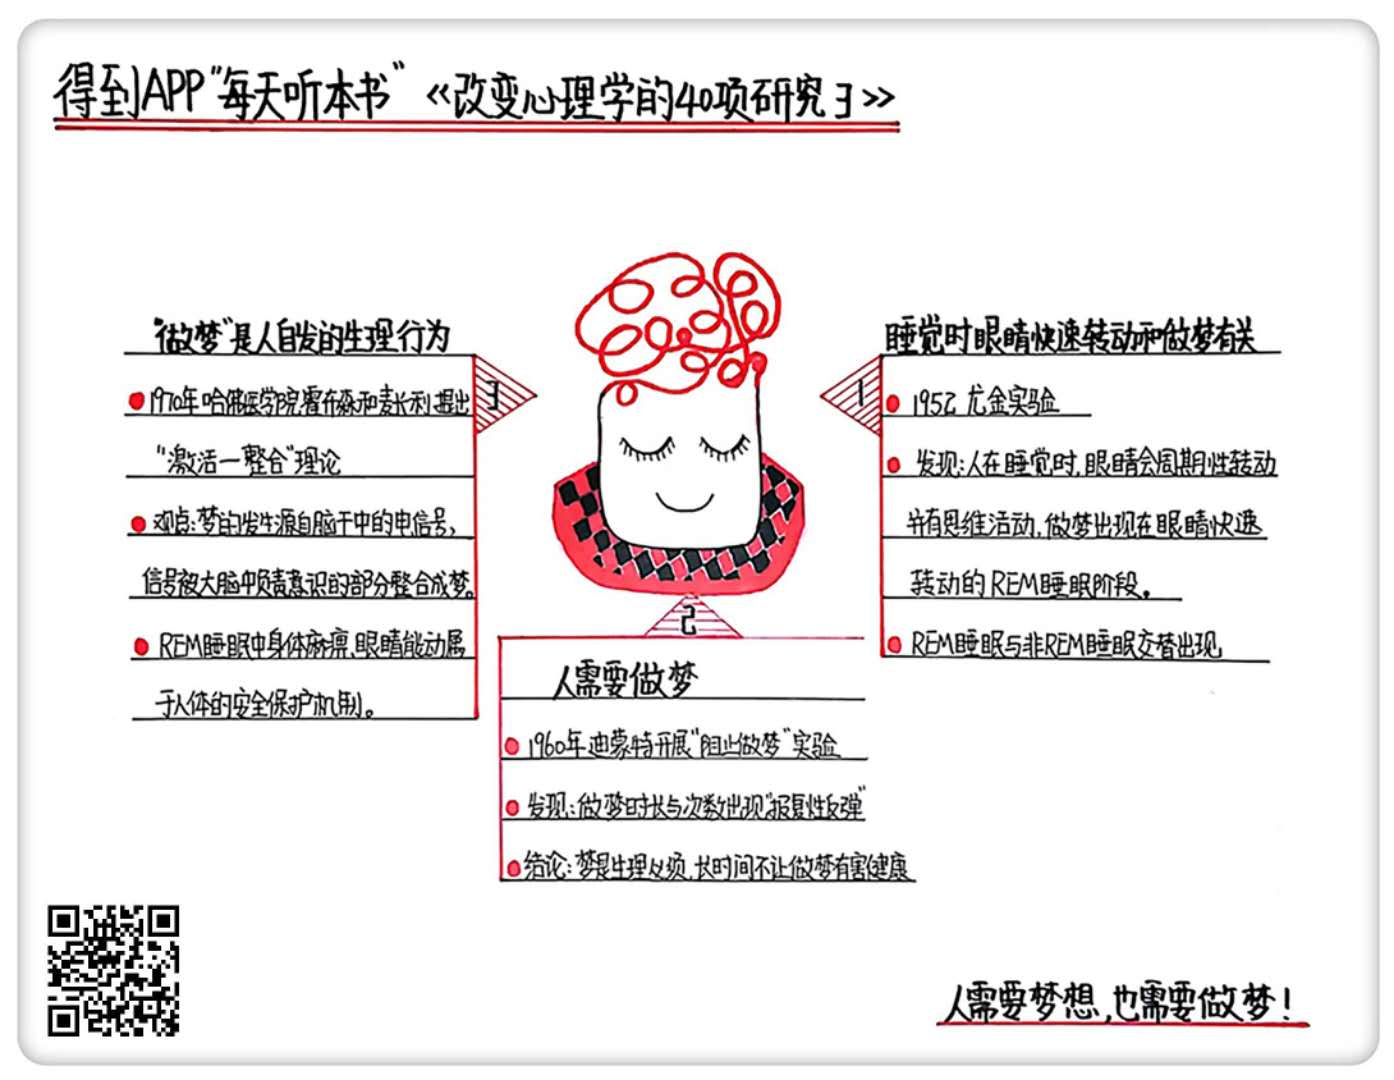 得到APP“每天听本书” 《改变心理学的40项研究3》
1
睡觉时眼睛快速转动和做梦有关
1952 尤金实验
发现:人在睡觉时,眼睛会周期性转动
并有思维活动,做梦出现在眼睛快速
转动的REM睡眠阶段。
REM睡眠与非REM睡眠交替出现
2
人需要做梦
1960年迪蒙特开展“阻止做梦”实验
发现:做梦时长与次数出现“报复性反弹”
结论:梦是生理必须,长时间不让做梦有害健康
3
“做梦”是人自发的生理行为
1970年哈佛医学院霍布森和麦长利提出
“激活一整合”理论
观点:梦的发生源自脑干中的电信号,
信号被大脑中负责意识的部分整合成梦。
REM睡眠中身体麻痹,眼睛能动属
于人体的安全保护机制。
人需要梦想,也需要做梦!